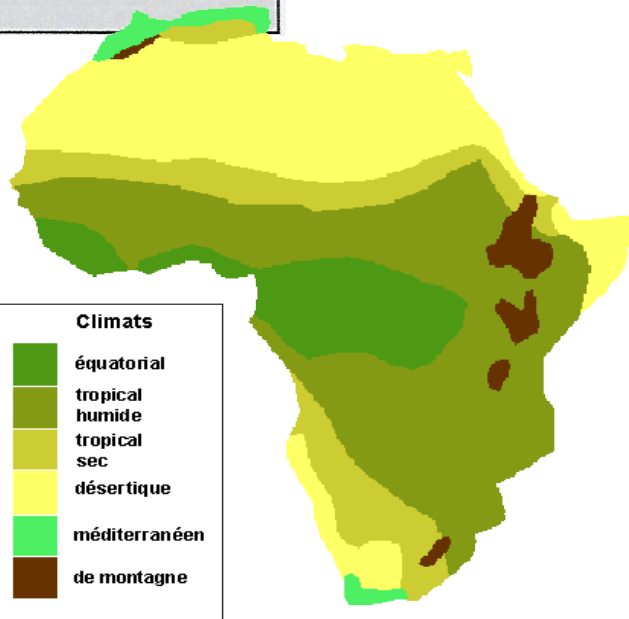 Climats
équatorial
tropical
humide
tropical
sec
désertique
méditerranéen
de montagne